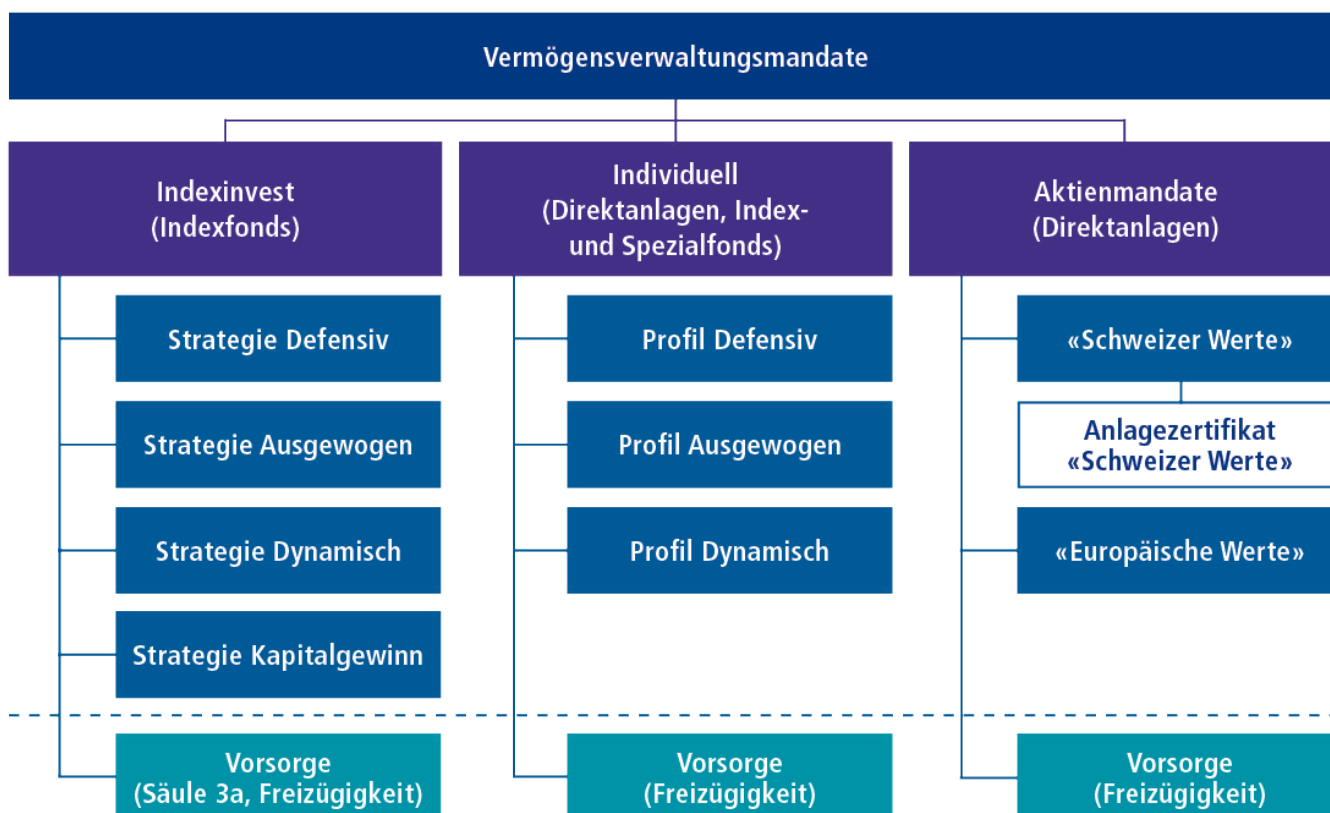 Vermögensverwaltungsmandate
Indexinvest
(Indexfonds)
Strategie Defensiv
Strategie Ausgewogen
Strategie Dynamisch
Strategie Kapitalgewinn
Vorsorge
(Säule 3a, Freizügigkeit)
Individuell
(Direktanlagen, Index-
und Spezialfonds)
Profil Defensiv
Profil Ausgewogen
Profil Dynamisch
Vorsorge
(Freizügigkeit)
Aktienmandate
(Direktanlagen)
«Schweizer Werte»
Anlagezertifikat
«Schweizer Werte»
«Europäische Werte»
Vorsorge
(Freizügigkeit)